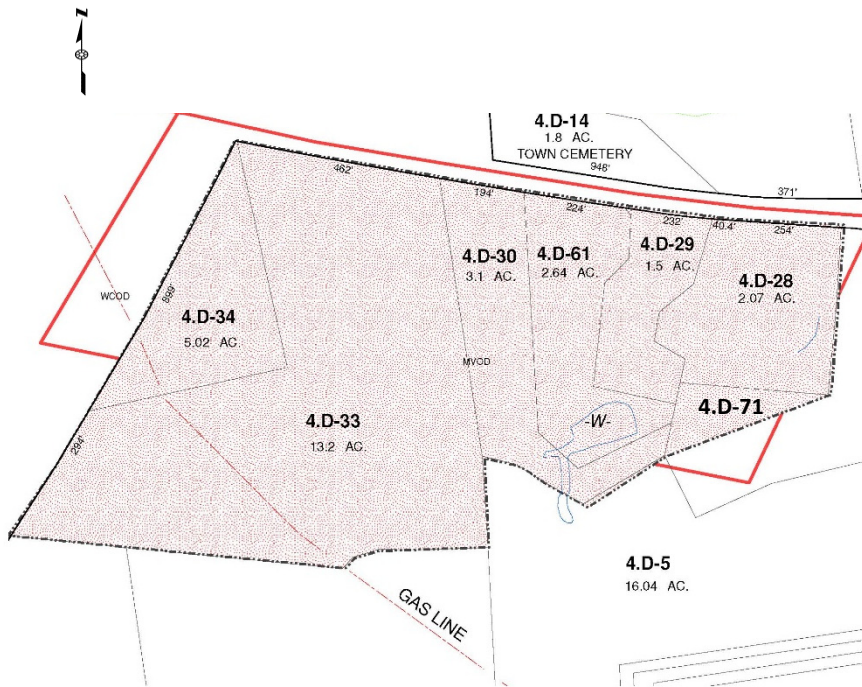 z
4.D-14
1.8 AC.
TOWN CEMETERY
946'
371'
462'
194'
224'
232'
40.4'
254'
4.D-30
3.1 AC.
4.D-61
2.64 AC.
4.D-29
1.5 AC.
4.D-28
2.07 AC.
WCOD
899'
4.D-34
5.02 AC.
MVOD
4.D-71
4.D-33
13.2 AC.
-W-
294'
4.D-5
16.04 AC.
GAS LINE